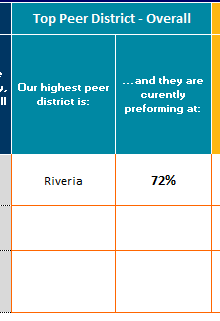 Top Peer District - Overall
Our highest peer
district is:
...and they are
curently
preforming at:
Riveria
72%